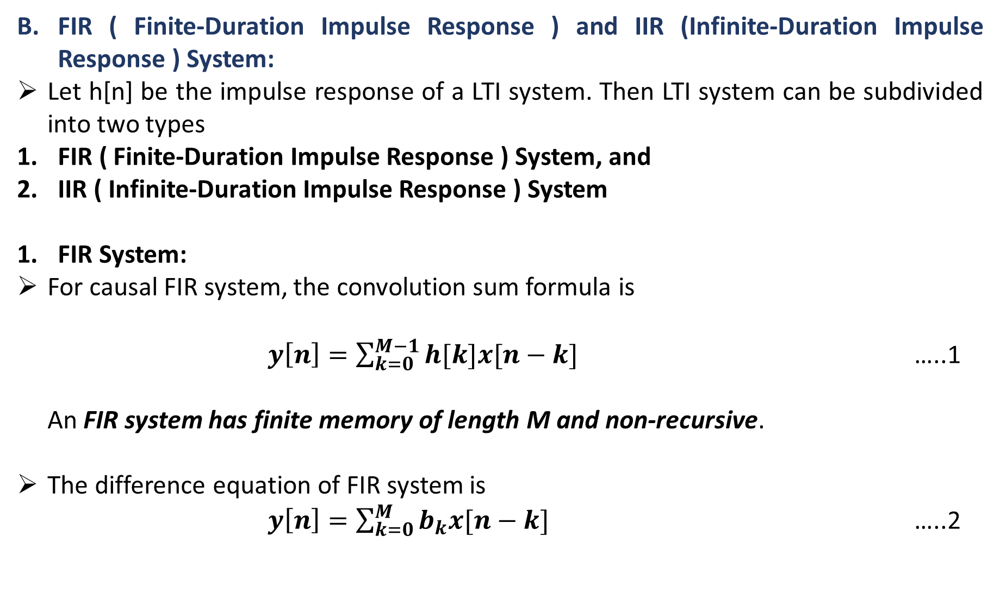 B. FIR ( Finite-Duration Impulse Response ) and IIR (Infinite-Duration Impulse
Response ) System:
➢ Let h[n] be the impulse response of a LTI system. Then LTI system can be subdivided
into two types
1. FIR ( Finite-Duration Impulse Response ) System, and
2. IIR ( Infinite-Duration Impulse Response ) System
1. FIR System:
➢ For causal FIR system, the convolution sum formula is
y[n] = ∑_{k=0}^{M−1} h[k]x[n − k] …..1
An FIR system has finite memory of length M and non-recursive.
➢ The difference equation of FIR system is
y[n] = ∑_{k=0}^{M} b_k x[n − k] …..2